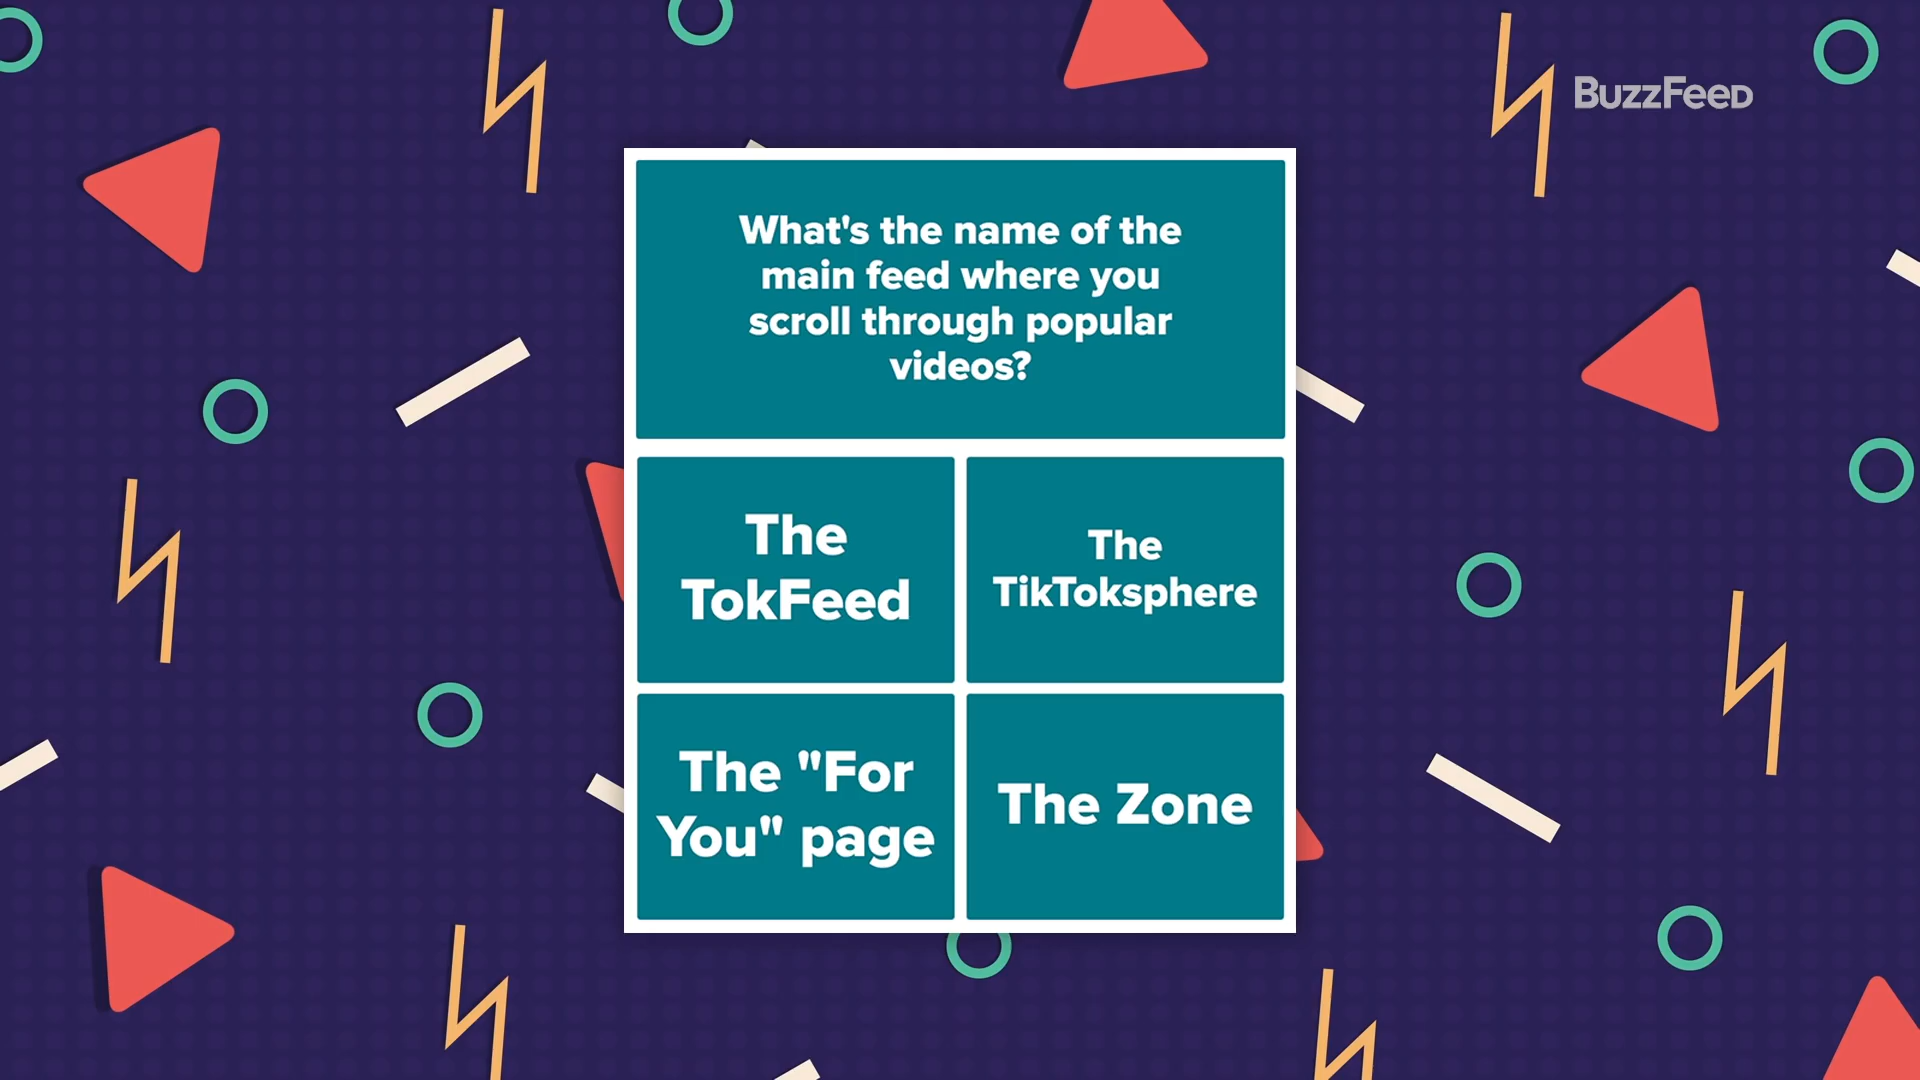 BuzzFeed
What's the name of the
main feed where you
scroll through popular
videos?
The
TokFeed
The
TikToksphere
The "For
You" page
The Zone